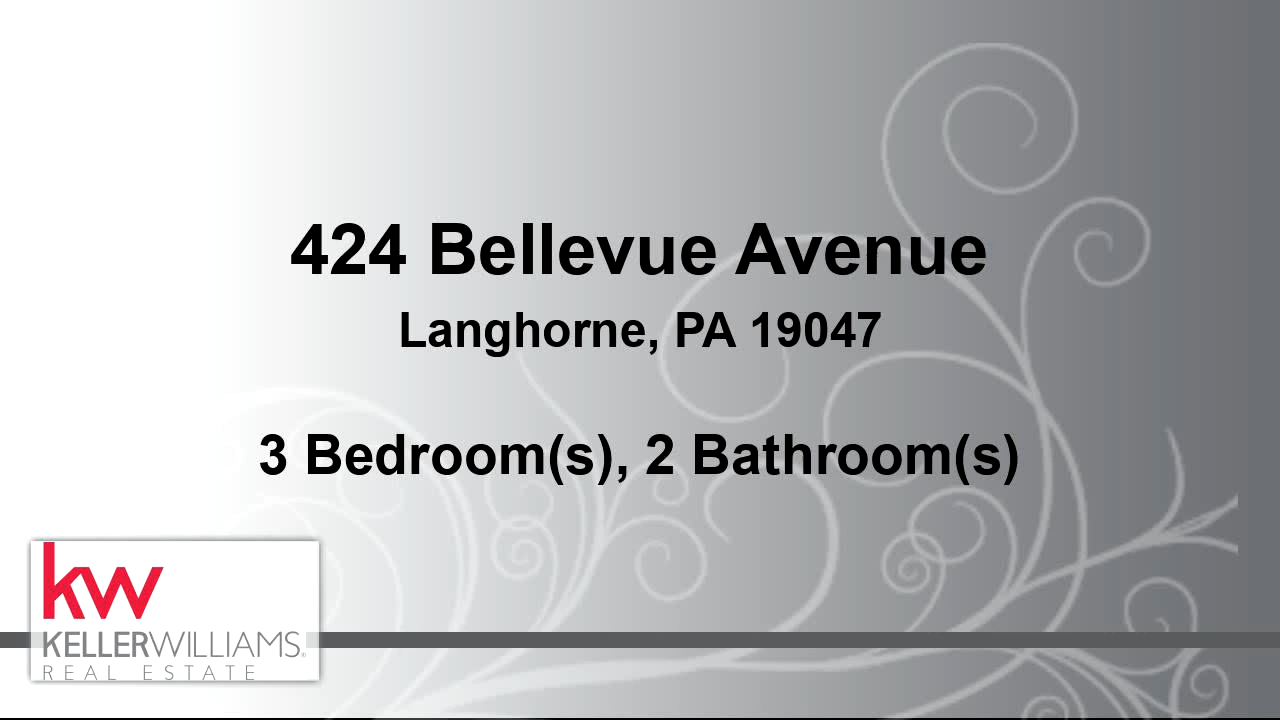 424 Bellevue Avenue
Langhorne, PA 19047
3 Bedroom(s), 2 Bathroom(s)
kw
KELLERWILLIAMS®
REAL ESTATE